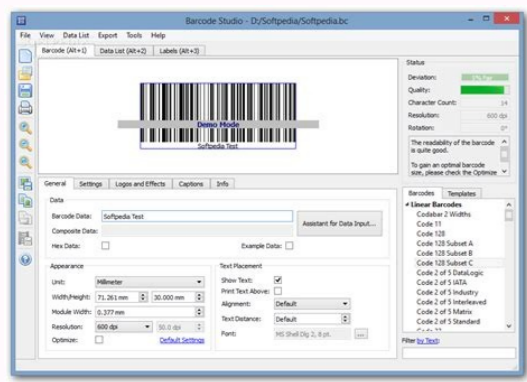 Barcode Studio - D:/Softpedia/Softpedia.bc
File View Data List Export Tools Help
Barcode (Alt+1) Data List (Alt+2) Labels (Alt+3)
Demo Mode
Softpedia Test
Status
Deviation:
Quality:
Character Count: 14
Resolution: 600 dpi
Rotation: 0°
The readability of the barcode
is quite good.
To gain an optimal barcode
size, please check the Optimize
General Settings Logos and Effects Captions Info
Data
Barcode Data: Softpedia Test
Assistant for Data Input...
Composite Data:
Hex Data: Example Data:
Appearance
Unit: Millimeter
Width/Height: 71.261 mm 30.000 mm
Module Width: 0.377 mm
Resolution: 600 dpi 50.0 dpi
Optimize: Default Settings
Text Placement
Show Text:
Print Text Above:
Alignment: Default
Text Distance: Default
Font: MS Shell Dlg 2, 8 pt. ...
Barcodes Templates
Linear Barcodes
Codabar 2 Widths
Code 11
Code 128
Code 128 Subset A
Code 128 Subset B
Code 128 Subset C
Code 2 of 5 DataLogic
Code 2 of 5 IATA
Code 2 of 5 Industry
Code 2 of 5 Interleaved
Code 2 of 5 Matrix
Code 2 of 5 Standard
Filter by Text: